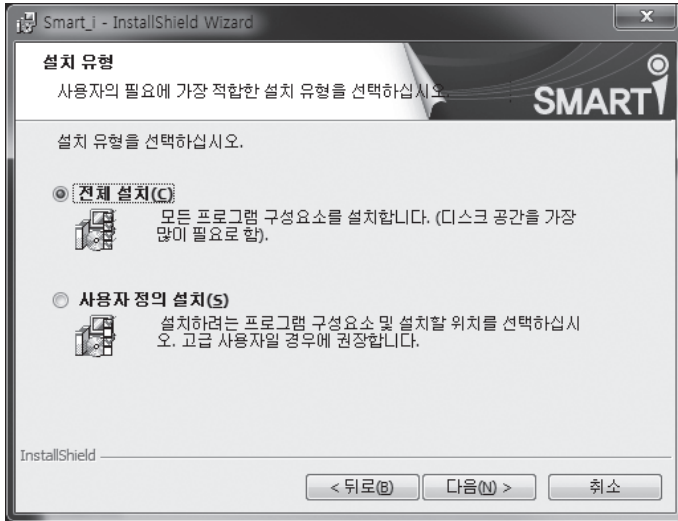 Smart_i - InstallShield Wizard
설치 유형
사용자의 필요에 가장 적합한 설치 유형을 선택하십시오.
SMARTi
설치 유형을 선택하십시오.
전체 설치(C)
모든 프로그램 구성요소를 설치합니다. (디스크 공간을 가장
많이 필요로 함).
사용자 정의 설치(S)
설치하려는 프로그램 구성요소 및 설치할 위치를 선택하십시
오. 고급 사용자일 경우에 권장합니다.
InstallShield
< 뒤로(B)
다음(N) >
취소